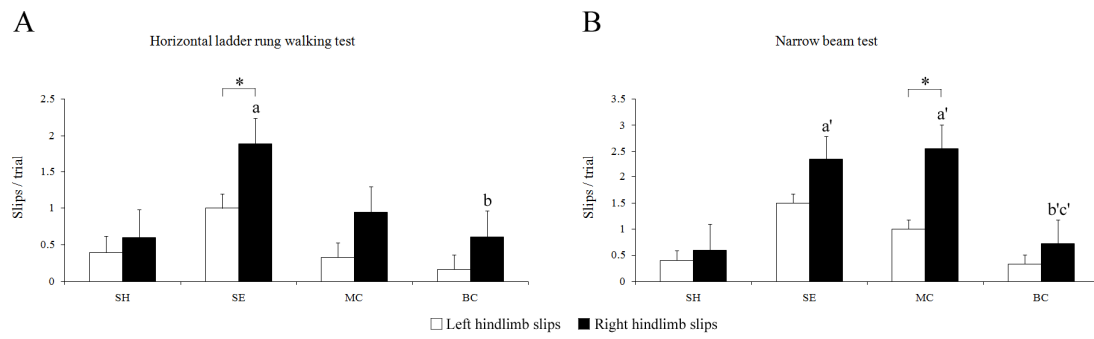 A
Horizontal ladder rung walking test
Slips / trial
2.5
2
1.5
1
0.5
0
*
a
b
SH
SE
MC
BC
B
Narrow beam test
Slips / trial
3.5
3
2.5
2
1.5
1
0.5
0
a'
*
a'
b'c'
SH
SE
MC
BC
Left hindlimb slips
Right hindlimb slips